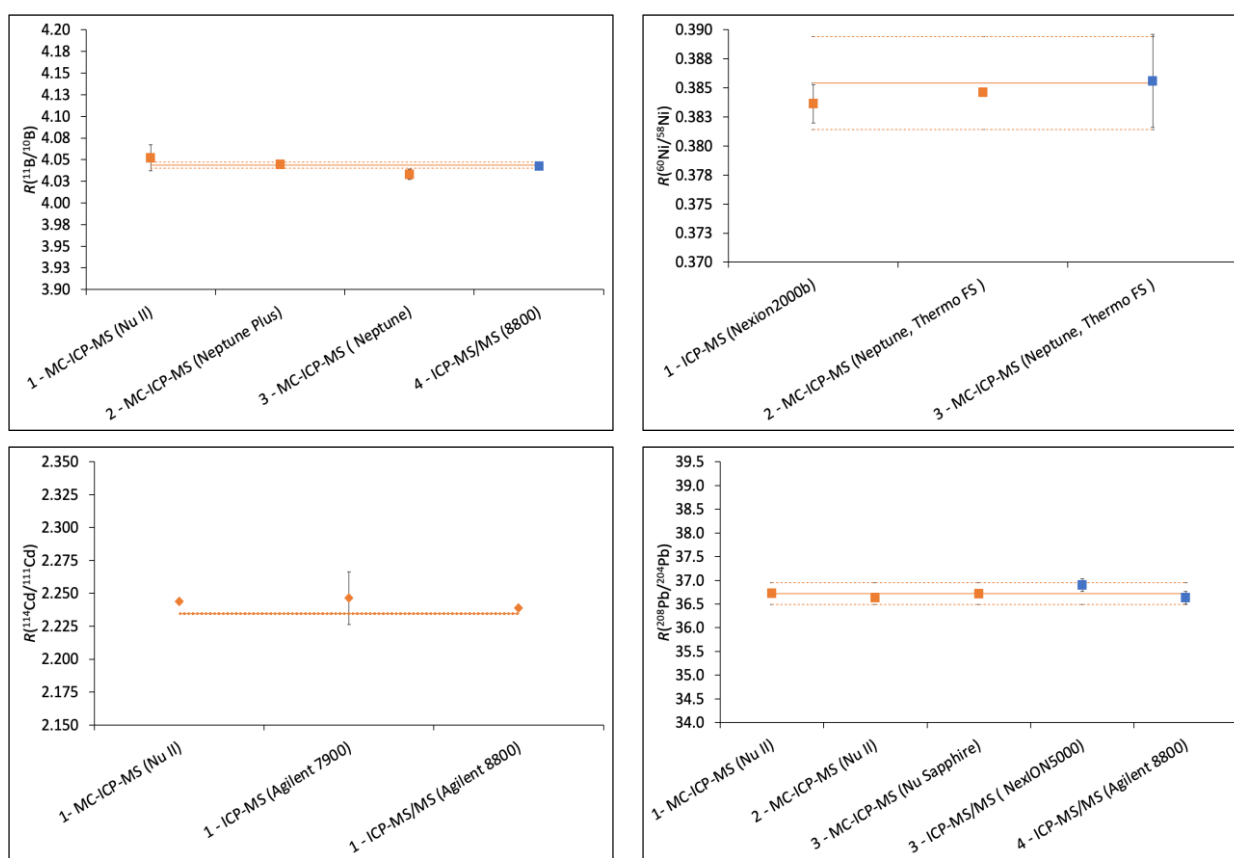 4.20
4.18
4.15
4.13
4.10
4.08
4.05
4.03
4.00
3.98
3.95
3.93
3.90
R(¹¹B/¹⁰B)
1 - MC-ICP-MS (Nu II)
2 - MC-ICP-MS (Neptune Plus)
3 - MC-ICP-MS ( Neptune)
4 - ICP-MS/MS (8800)
0.390
0.388
0.385
0.383
0.380
0.378
0.375
0.373
0.370
R(⁶⁰Ni/⁵⁸Ni)
1 - ICP-MS (Nexion2000b)
2 - MC-ICP-MS (Neptune, Thermo FS )
3 - MC-ICP-MS (Neptune, Thermo FS )
2.350
2.325
2.300
2.275
2.250
2.225
2.200
2.175
2.150
R(¹¹⁴Cd/¹¹¹Cd)
1- MC-ICP-MS (Nu II)
1 - ICP-MS (Agilent 7900)
1 - ICP-MS/MS (Agilent 8800)
39.5
39.0
38.5
38.0
37.5
37.0
36.5
36.0
35.5
35.0
34.5
34.0
R(²⁰⁸Pb/²⁰⁴Pb)
1- MC-ICP-MS (Nu II)
2 - MC-ICP-MS (Nu II)
3 - MC-ICP-MS (Nu Sapphire)
3 - ICP-MS/MS ( NexION5000)
4 - ICP-MS/MS (Agilent 8800)